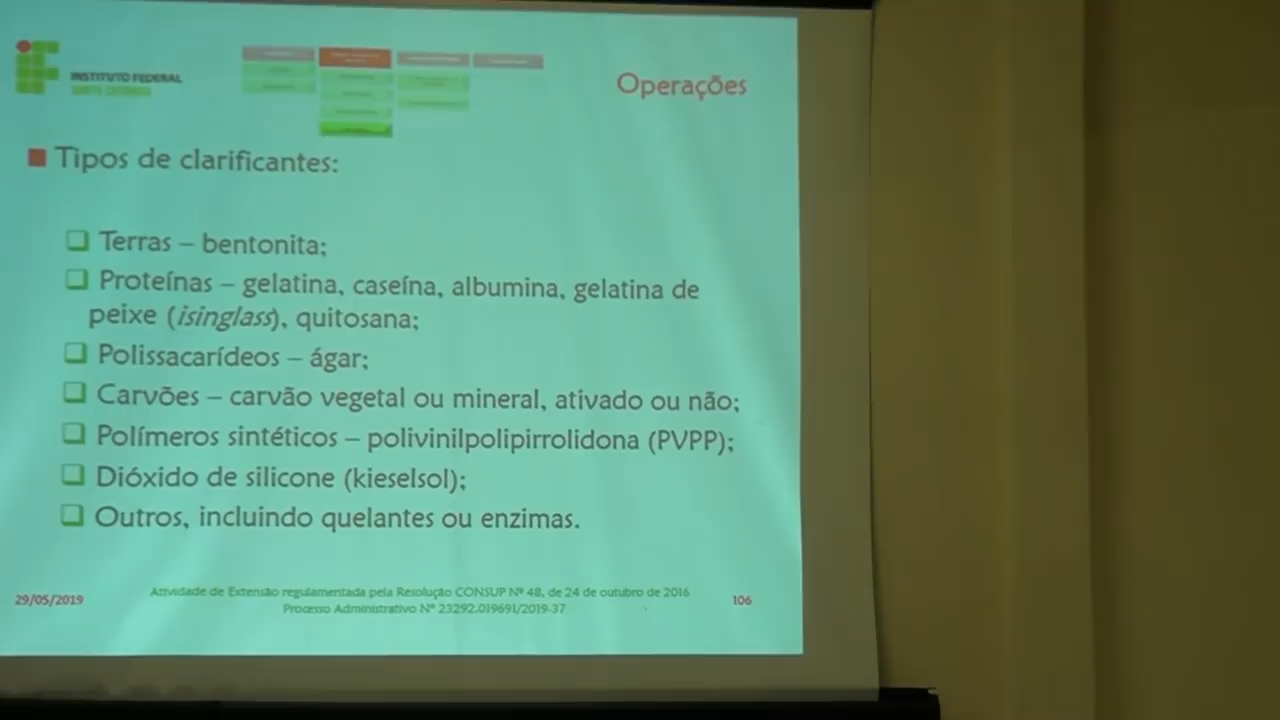 INSTITUTO FEDERAL
SANTA CATARINA
Operações
Tipos de clarificantes:
Terras – bentonita;
Proteínas – gelatina, caseína, albumina, gelatina de
peixe (isinglass), quitosana;
Polissacarídeos – ágar;
Carvões – carvão vegetal ou mineral, ativado ou não;
Polímeros sintéticos – polivinilpolipirrolidona (PVPP);
Dióxido de silicone (kieselsol);
Outros, incluindo quelantes ou enzimas.
29/05/2019
Atividade de Extensão regulamentada pela Resolução CONSUP Nº 48, de 24 de outubro de 2016
Processo Administrativo Nº 23292.019691/2019-37
106